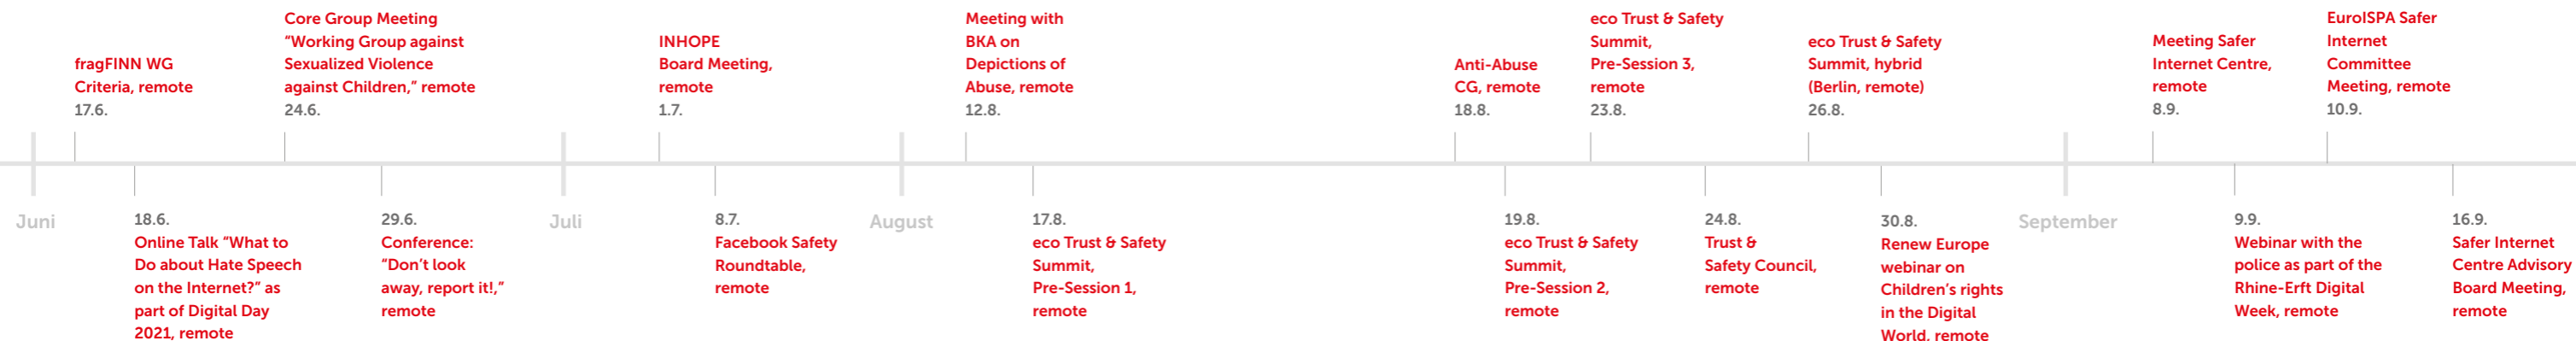 fragFINN WG
Criteria, remote
17.6.
Core Group Meeting
“Working Group against
Sexualized Violence
against Children,” remote
24.6.
INHOPE
Board Meeting,
remote
1.7.
Meeting with
BKA on
Depictions of
Abuse, remote
12.8.
Anti-Abuse
CG, remote
18.8.
eco Trust & Safety
Summit,
Pre-Session 3,
remote
23.8.
eco Trust & Safety
Summit, hybrid
(Berlin, remote)
26.8.
Meeting Safer
Internet Centre,
remote
8.9.
EuroISPA Safer
Internet
Committee
Meeting, remote
10.9.
Juni
18.6.
Online Talk “What to
Do about Hate Speech
on the Internet?” as
part of Digital Day
2021, remote
29.6.
Conference:
“Don’t look
away, report it!,”
remote
Juli
8.7.
Facebook Safety
Roundtable,
remote
August
17.8.
eco Trust & Safety
Summit,
Pre-Session 1,
remote
19.8.
eco Trust & Safety
Summit,
Pre-Session 2,
remote
24.8.
Trust &
Safety Council,
remote
30.8.
Renew Europe
webinar on
Children’s rights
in the Digital
World, remote
September
9.9.
Webinar with the
police as part of the
Rhine-Erft Digital
Week, remote
16.9.
Safer Internet
Centre Advisory
Board Meeting,
remote